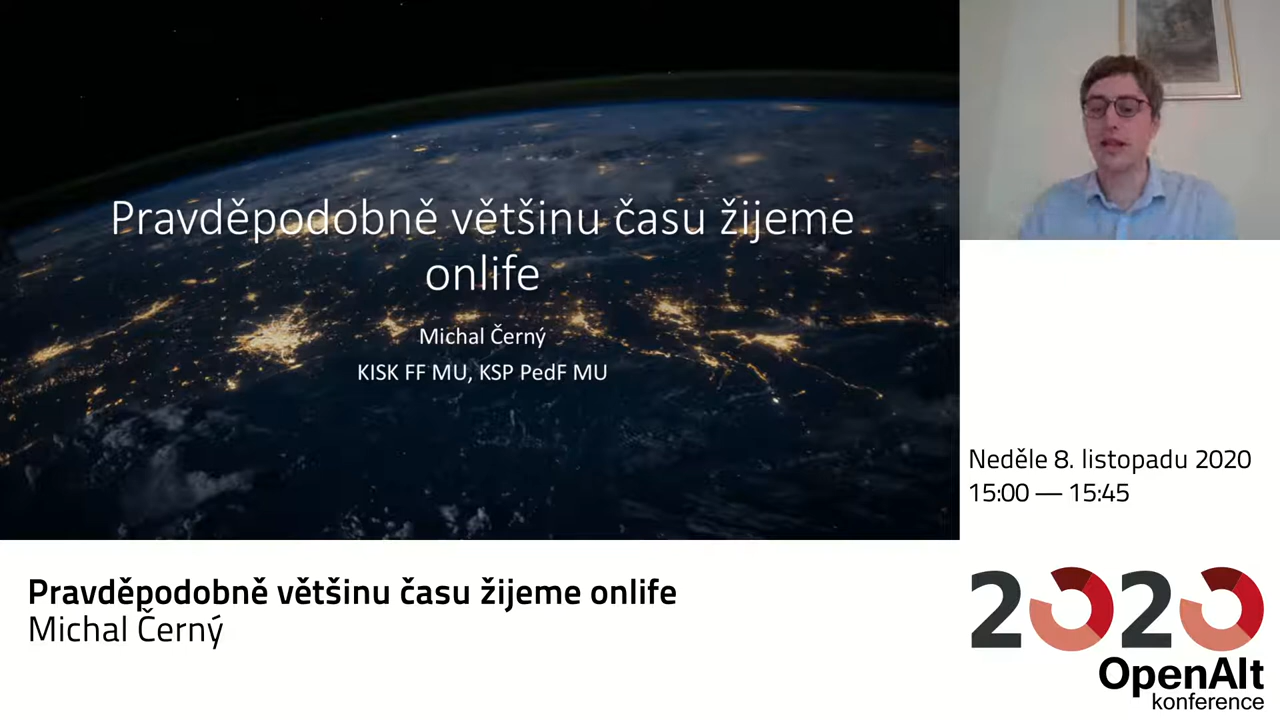 Pravděpodobně většinu času žijeme
onlife
Michal Černý
KISK FF MU, KSP PedF MU
Neděle 8. listopadu 2020
15:00 — 15:45
Pravděpodobně většinu času žijeme onlife
Michal Černý
2020
OpenAlt
konference